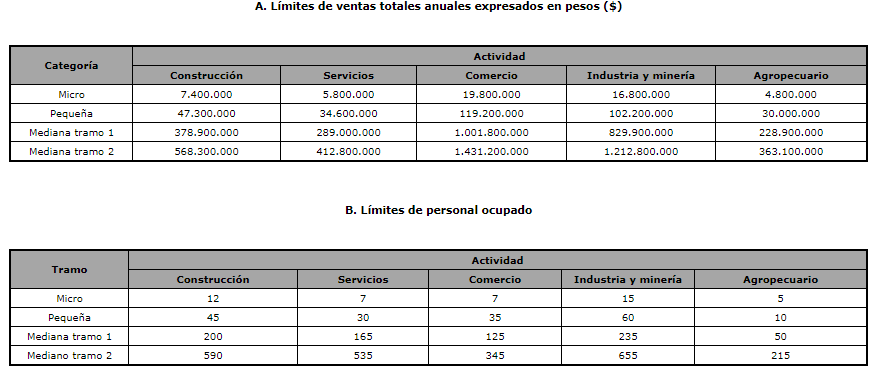 A. Límites de ventas totales anuales expresados en pesos ($)
Categoría Actividad
Construcción Servicios Comercio Industria y minería Agropecuario
Micro 7.400.000 5.800.000 19.800.000 16.800.000 4.800.000
Pequeña 47.300.000 34.600.000 119.200.000 102.200.000 30.000.000
Mediana tramo 1 378.900.000 289.000.000 1.001.800.000 829.900.000 228.900.000
Mediana tramo 2 568.300.000 412.800.000 1.431.200.000 1.212.800.000 363.100.000
B. Límites de personal ocupado
Tramo Actividad
Construcción Servicios Comercio Industria y minería Agropecuario
Micro 12 7 7 15 5
Pequeña 45 30 35 60 10
Mediana tramo 1 200 165 125 235 50
Mediano tramo 2 590 535 345 655 215